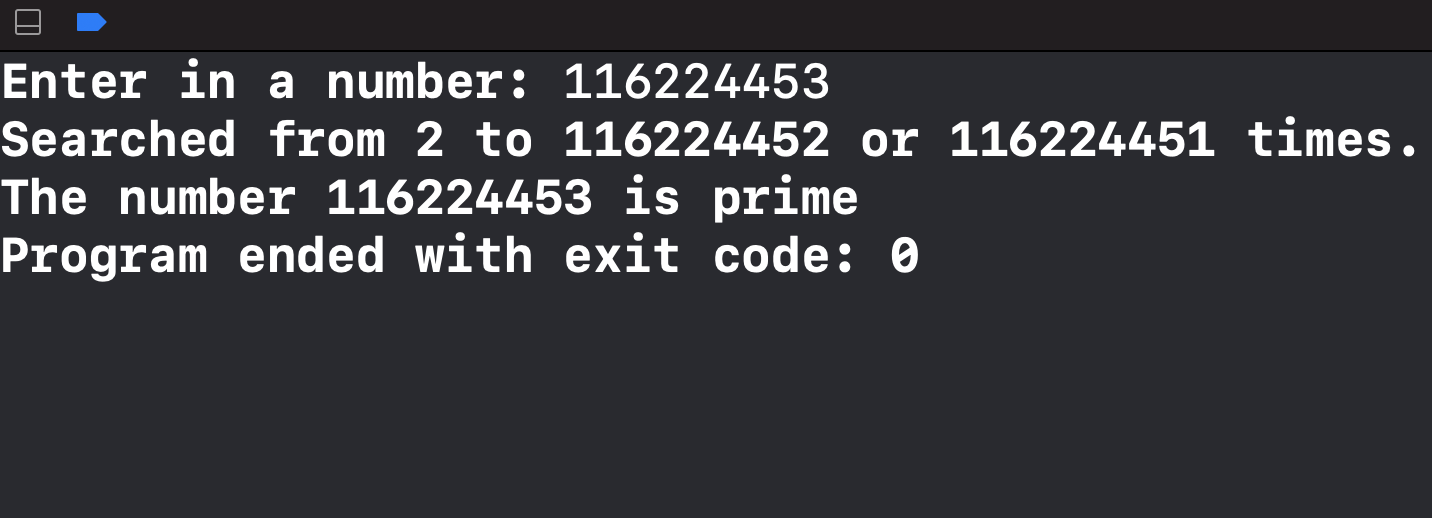 Enter in a number: 116224453
Searched from 2 to 116224452 or 116224451 times.
The number 116224453 is prime
Program ended with exit code: 0